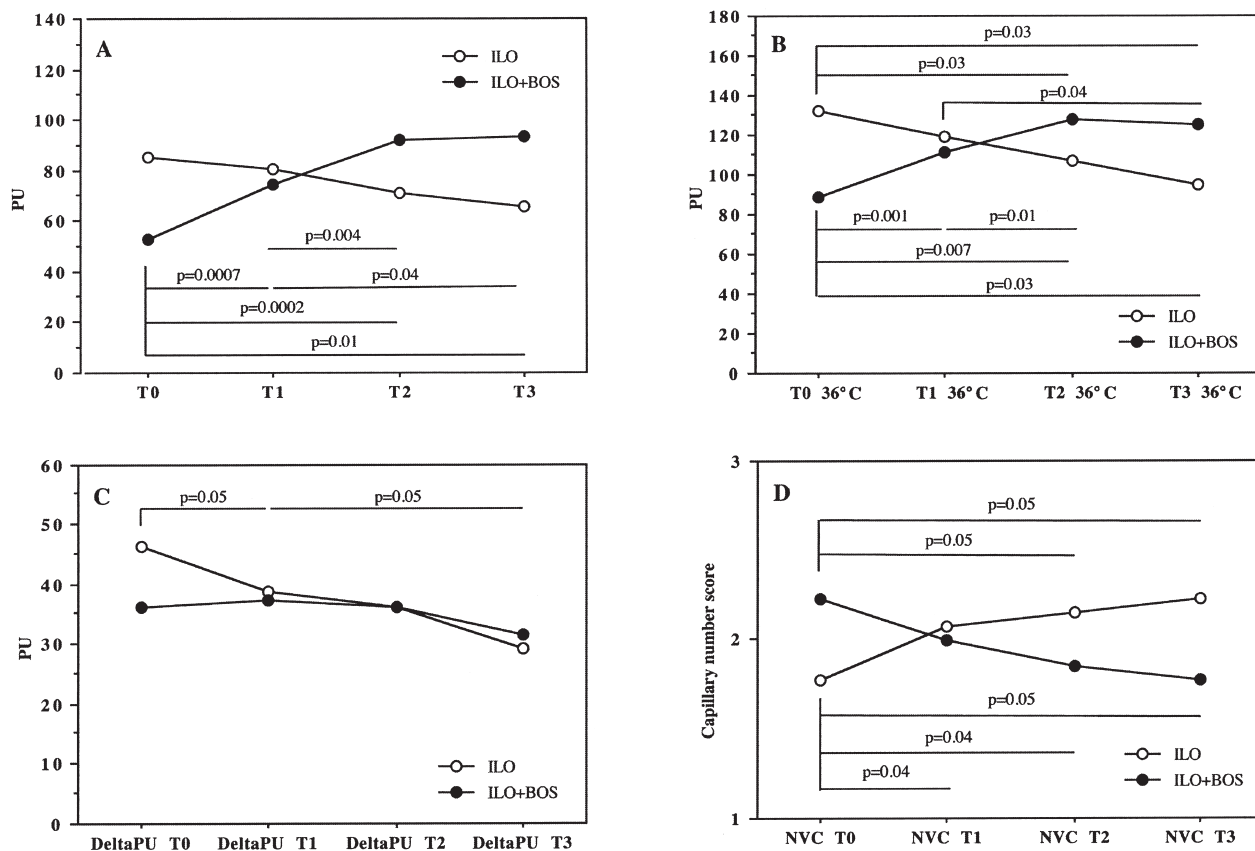 A
ILO
ILO+BOS
140
120
100
80
60
40
20
0
PU
p=0.004
p=0.0007
p=0.04
p=0.0002
p=0.01
T0 T1 T2 T3
B
180
160
140
120
100
80
60
40
20
0
PU
p=0.03
p=0.03
p=0.04
p=0.001
p=0.01
p=0.007
p=0.03
ILO
ILO+BOS
T0 36°C T1 36°C T2 36°C T3 36°C
C
60
50
40
30
20
10
0
PU
p=0.05
p=0.05
ILO
ILO+BOS
DeltaPU T0 DeltaPU T1 DeltaPU T2 DeltaPU T3
D
3
2
1
Capillary number score
p=0.05
p=0.05
p=0.05
p=0.04
p=0.04
ILO
ILO+BOS
NVC T0 NVC T1 NVC T2 NVC T3